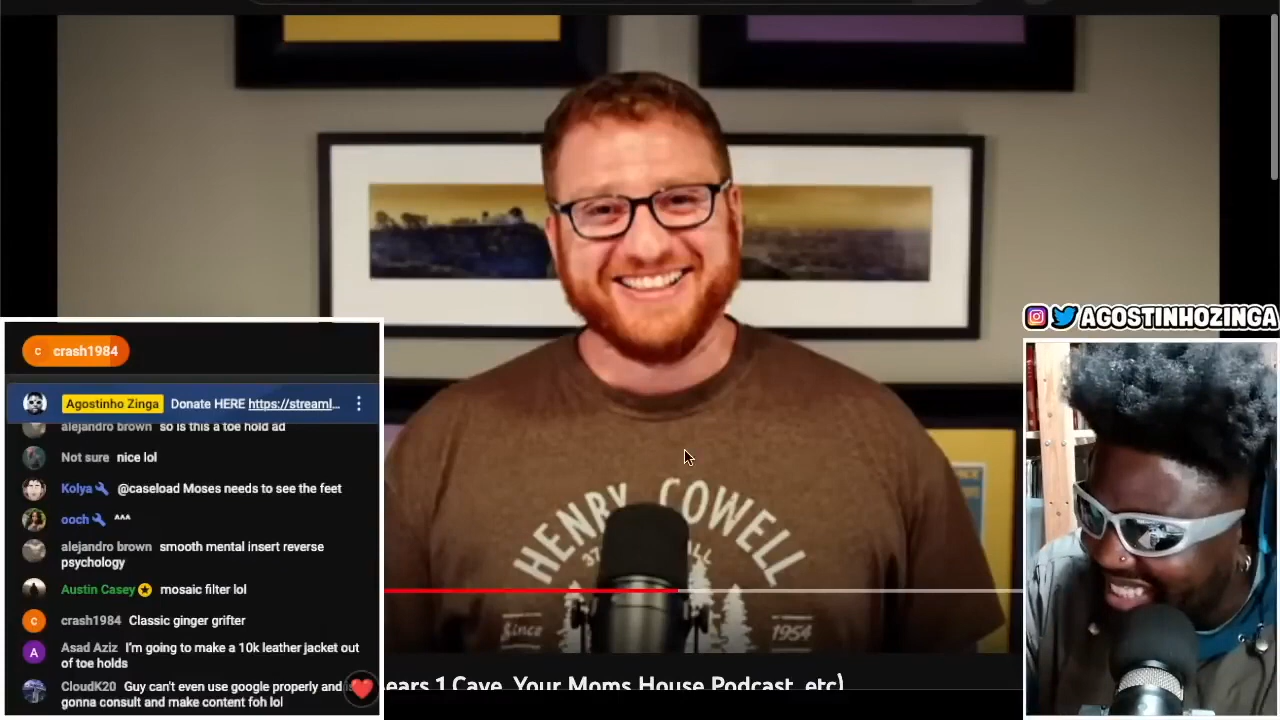 HENRY COWELL
Since
1954
AGOSTINHOZINGA
C crash1984
Agostinho Zinga Donate HERE https://streaml...
alejandro brown so is this a toe hold ad
Not sure nice lol
Kolya @caseload Moses needs to see the feet
ooch ^^^
alejandro brown smooth mental insert reverse
psychology
Austin Casey mosaic filter lol
C crash1984 Classic ginger grifter
A Asad Aziz I'm going to make a 10k leather jacket out
of toe holds
CloudK20 Guy can't even use google properly and
gonna consult and make content foh lol
ears 1 Cave, Your Moms House Podcast, etc)